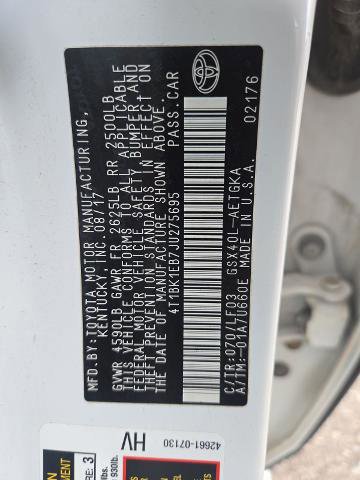 MFD.BY:TOYOTA MOTOR MANUFACTURING,
KENTUCKY, INC. 08/17
GVWR 4590LB GAWR FR 2625LB RR 2500LB
THIS VEHICLE CONFORMS TO ALL APPLICABLE
FEDERAL MOTOR VEHICLE SAFETY, BUMPER, AND
THEFT PREVENTION STANDARDS IN EFFECT ON
THE DATE OF MANUFACTURE SHOWN ABOVE.
4T1BK1EB7JU275695 PASS.CAR
C/TR:070/LF03 GSX40L-AETGKA
A/TM:-01A/U660E MADE IN U.S.A.
02176
42661-07130
HV
RE: 3
930lb.